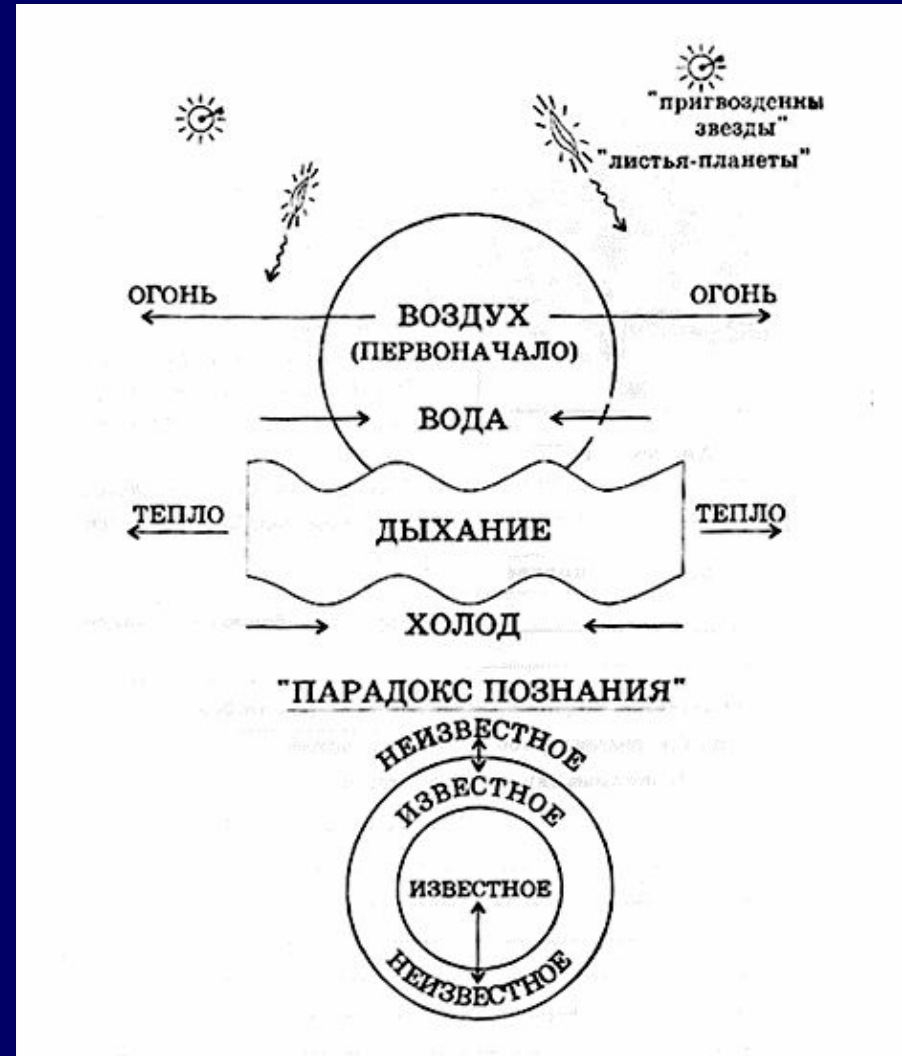 "пригвозденны
звезды"
"листья-планеты"
ОГОНЬ
ОГОНЬ
ВОЗДУХ
(ПЕРВОНАЧАЛО)
ВОДА
ТЕПЛО
ДЫХАНИЕ
ТЕПЛО
ХОЛОД
"ПАРАДОКС ПОЗНАНИЯ"
НЕИЗВЕСТНОЕ
ИЗВЕСТНОЕ
ИЗВЕСТНОЕ
НЕИЗВЕСТНОЕ